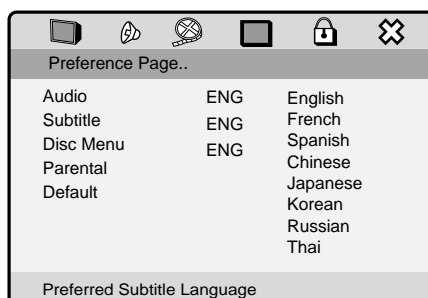 Preference Page..
Audio ENG
Subtitle ENG
Disc Menu ENG
Parental
Default
English
French
Spanish
Chinese
Japanese
Korean
Russian
Thai
Preferred Subtitle Language